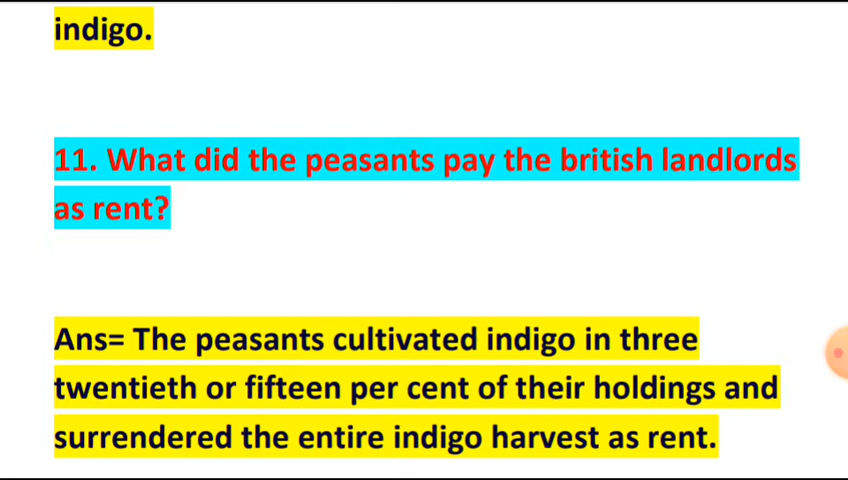 indigo.
11. What did the peasants pay the british landlords
as rent?
Ans= The peasants cultivated indigo in three
twentieth or fifteen per cent of their holdings and
surrendered the entire indigo harvest as rent.